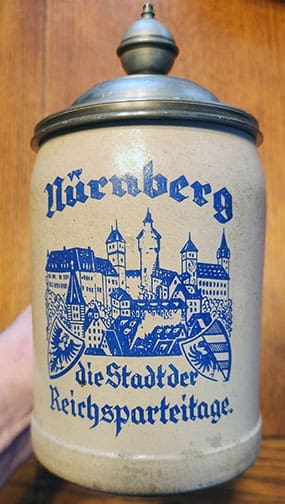 Nürnberg
die Stadt der
Reichsparteitage.